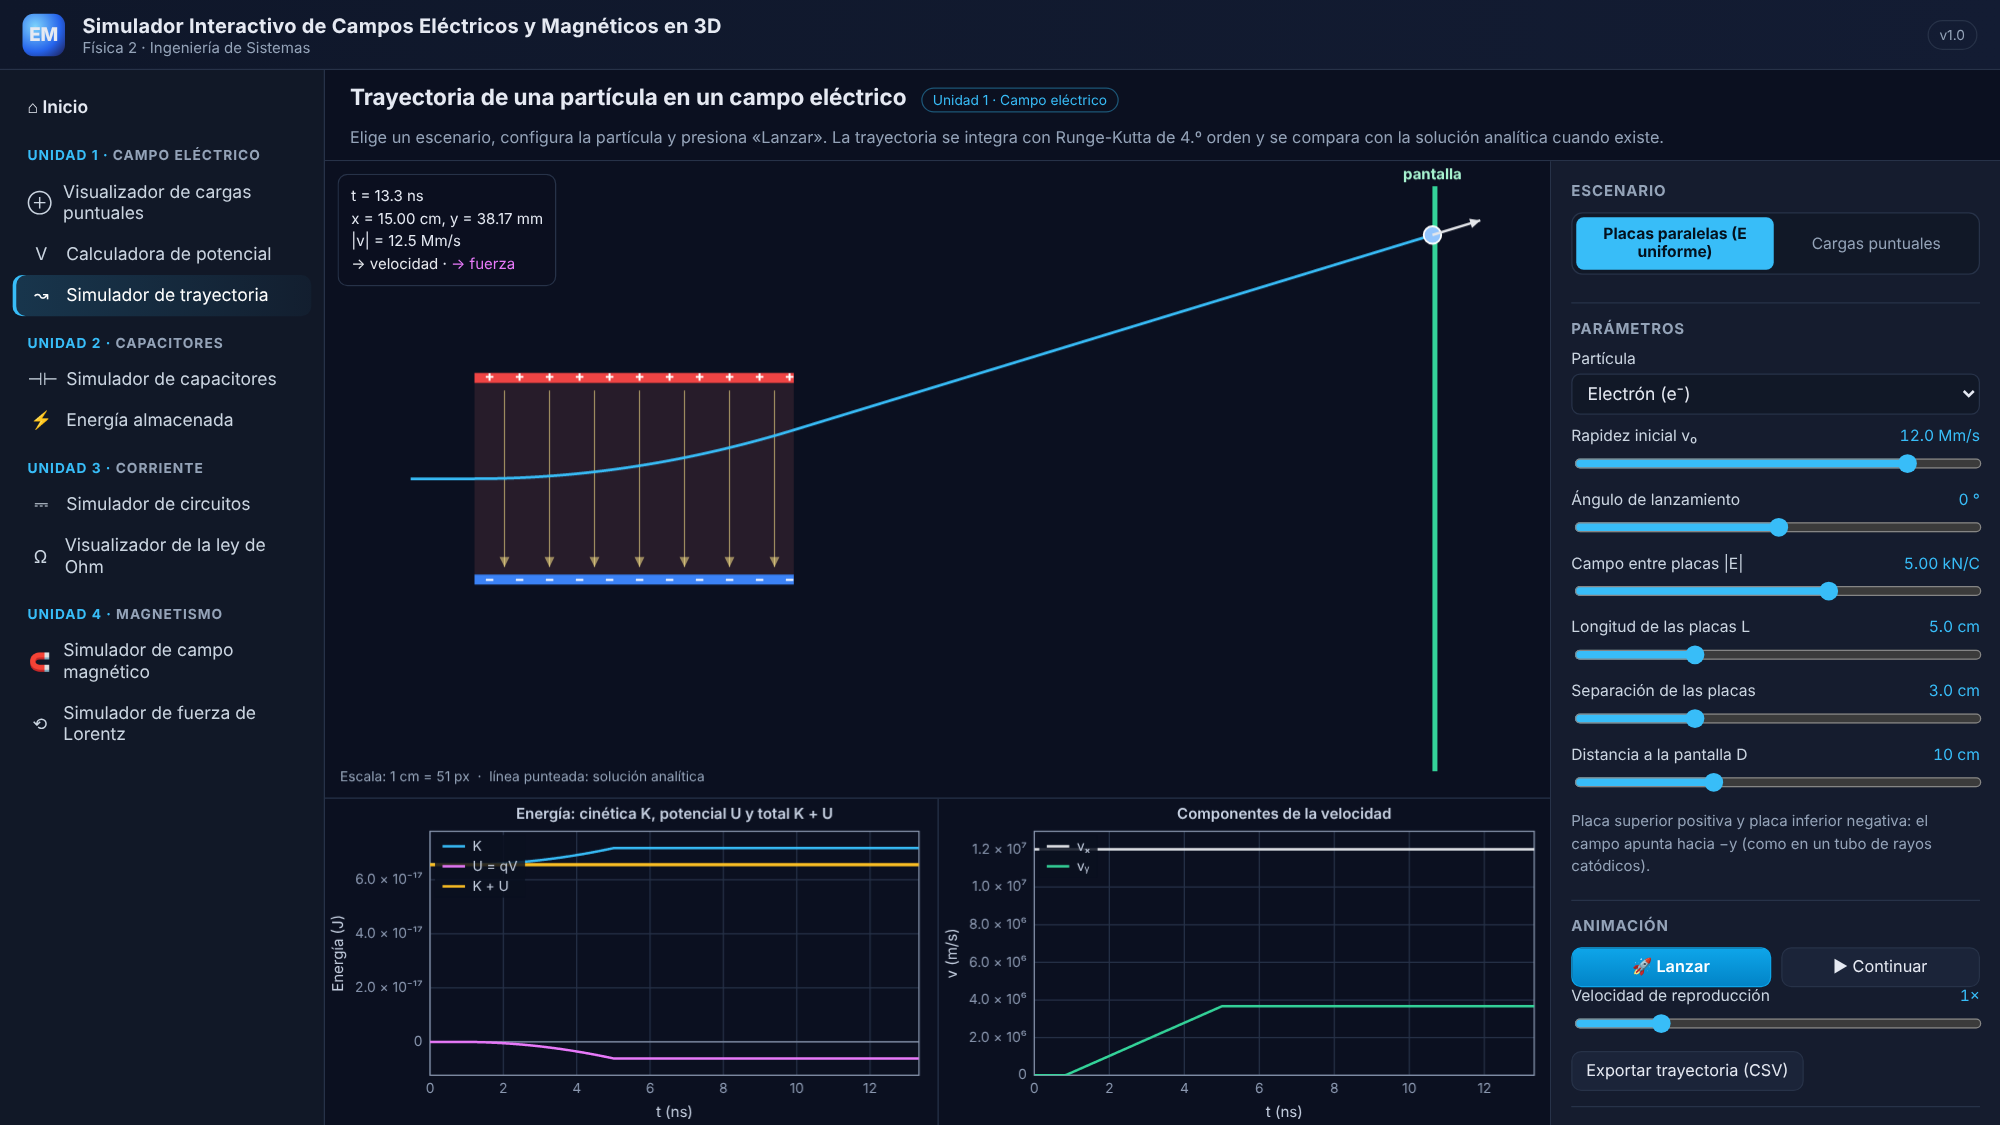 EM
Simulador Interactivo de Campos Eléctricos y Magnéticos en 3D
Física 2 · Ingeniería de Sistemas
v1.0
⌂ Inicio
UNIDAD 1 · CAMPO ELÉCTRICO
Visualizador de cargas
puntuales
V Calculadora de potencial
↝ Simulador de trayectoria
UNIDAD 2 · CAPACITORES
⊣⊢ Simulador de capacitores
⚡ Energía almacenada
UNIDAD 3 · CORRIENTE
⎓ Simulador de circuitos
Ω Visualizador de la ley de
Ohm
UNIDAD 4 · MAGNETISMO
🧲 Simulador de campo
magnético
⟲ Simulador de fuerza de
Lorentz
Trayectoria de una partícula en un campo eléctrico
Unidad 1 · Campo eléctrico
Elige un escenario, configura la partícula y presiona «Lanzar». La trayectoria se integra con Runge-Kutta de 4.º orden y se compara con la solución analítica cuando existe.
t = 13.3 ns
x = 15.00 cm, y = 38.17 mm
|v| = 12.5 Mm/s
→ velocidad · → fuerza
pantalla
Escala: 1 cm = 51 px · línea punteada: solución analítica
Energía: cinética K, potencial U y total K + U
K
U = qV
K + U
Energía (J)
6.0 × 10⁻¹⁷
4.0 × 10⁻¹⁷
2.0 × 10⁻¹⁷
0
0 2 4 6 8 10 12
t (ns)
Componentes de la velocidad
vₓ
vᵧ
v (m/s)
1.2 × 10⁷
1.0 × 10⁷
8.0 × 10⁶
6.0 × 10⁶
4.0 × 10⁶
2.0 × 10⁶
0
0 2 4 6 8 10 12
t (ns)
ESCENARIO
Placas paralelas (E
uniforme)
Cargas puntuales
PARÁMETROS
Partícula
Electrón (e⁻)
Rapidez inicial v₀ 12.0 Mm/s
Ángulo de lanzamiento 0 °
Campo entre placas |E| 5.00 kN/C
Longitud de las placas L 5.0 cm
Separación de las placas 3.0 cm
Distancia a la pantalla D 10 cm
Placa superior positiva y placa inferior negativa: el
campo apunta hacia −y (como en un tubo de rayos
catódicos).
ANIMACIÓN
🚀 Lanzar
▶ Continuar
Velocidad de reproducción 1×
Exportar trayectoria (CSV)